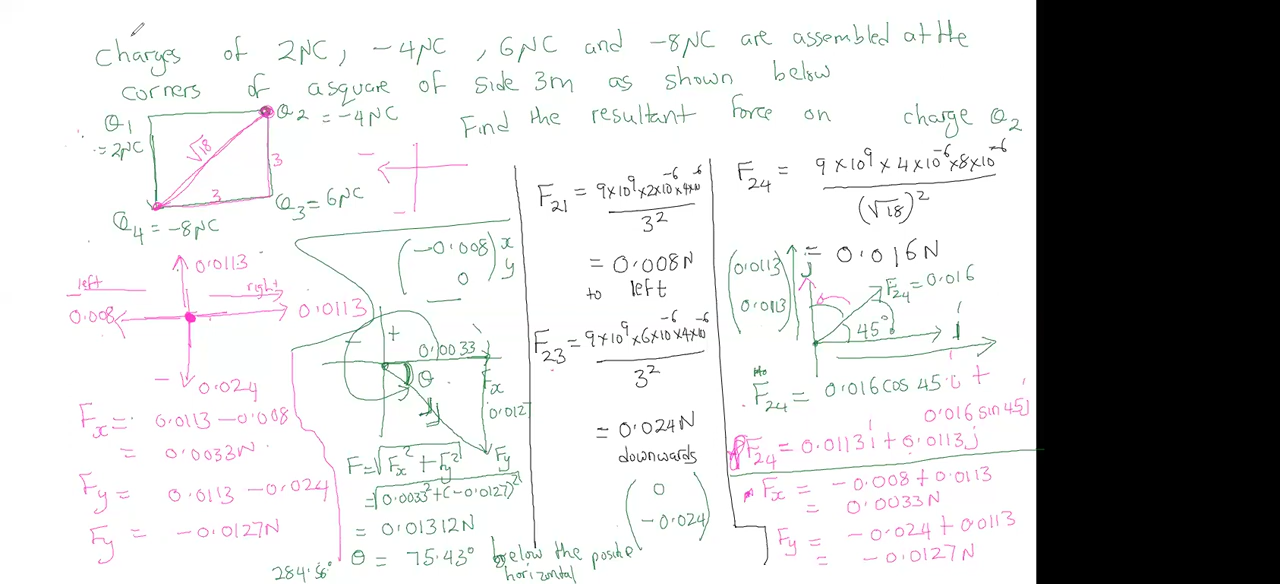 charges of 2µC, -4µC, 6µC and -8µC are assembled at the
corners of a square of side 3m as shown below
Find the resultant force on charge Q2
Q1
= 2µC
Q2 = -4µC
√18
3
3
Q3 = 6µC
Q4 = -8µC
-
-
0.0113
left
right
0.008
0.0113
- 0.024
Fx = 0.0113 - 0.008
= 0.0033N
Fy = 0.0113 - 0.024
Fy = -0.0127N
(-0.008) x
0 y
+
-
0.0033
θ
Fx
0.0127
Fy
F = √Fx² + Fy²
= √0.0033² + (-0.0127)²
= 0.01312N
θ = 75.43° below the positive
horizontal
284.56°
F21 = 9×10⁹×2×10⁻⁶×4×10⁻⁶
3²
= 0.008N
to left
F23 = 9×10⁹×6×10⁻⁶×4×10⁻⁶
3²
= 0.024N
downwards
(0
-0.024)
F24 = 9×10⁹×4×10⁻⁶×8×10⁻⁶
(√18)²
= 0.016N
(0.0113
0.0113)
j
F24 = 0.016
45°
i
F24 = 0.016cos45 i +
0.016sin45j
F24 = 0.0113i + 0.0113j
Fx = -0.008 + 0.0113
= 0.0033N
Fy = -0.024 + 0.0113
= -0.0127N